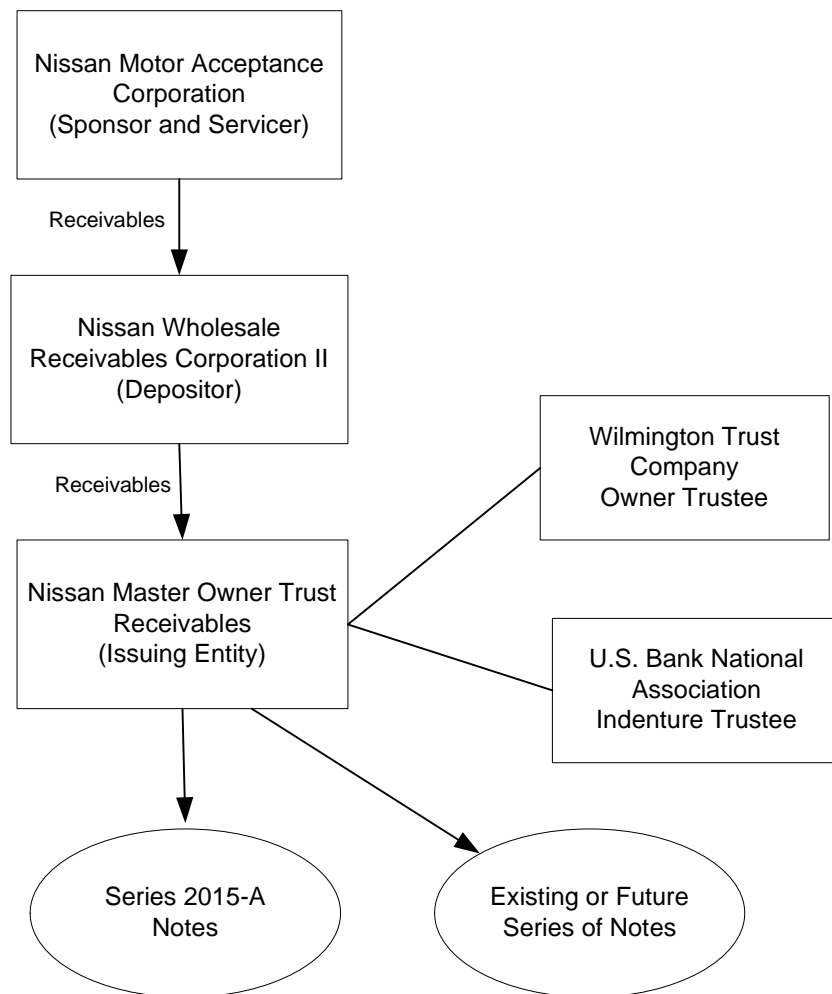 Nissan Motor Acceptance
Corporation
(Sponsor and Servicer)
Receivables
Nissan Wholesale
Receivables Corporation II
(Depositor)
Receivables
Wilmington Trust
Company
Owner Trustee
Nissan Master Owner Trust
Receivables
(Issuing Entity)
U.S. Bank National
Association
Indenture Trustee
Series 2015-A
Notes
Existing or Future
Series of Notes